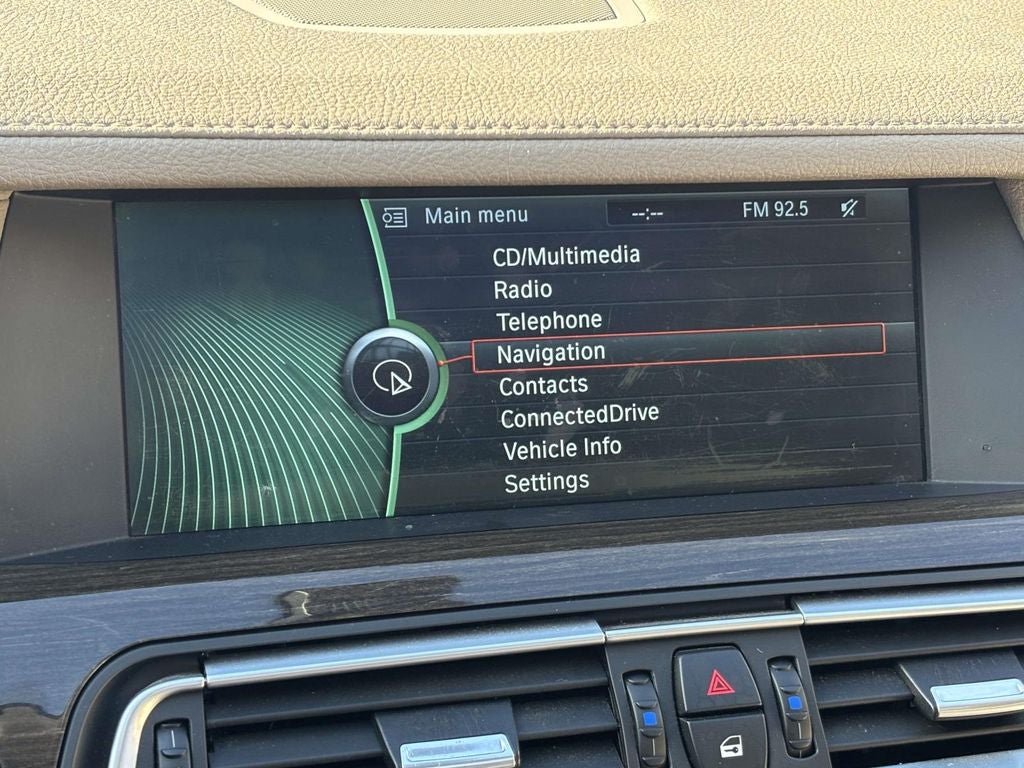 Main menu --:-- FM 92.5
CD/Multimedia
Radio
Telephone
Navigation
Contacts
ConnectedDrive
Vehicle Info
Settings